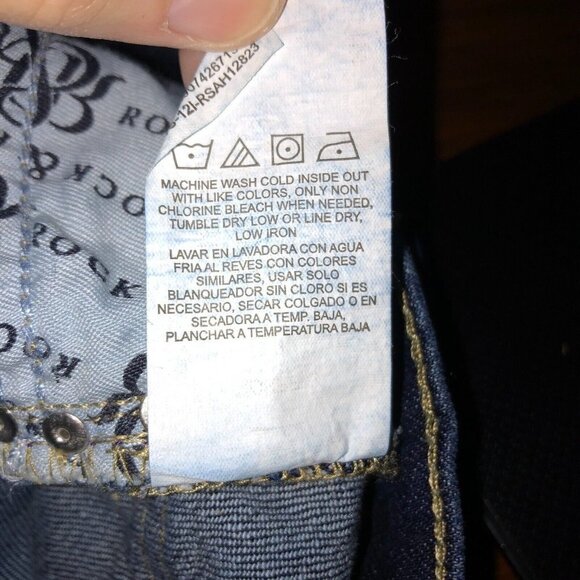 RSAH12823
MACHINE WASH COLD INSIDE OUT
WITH LIKE COLORS, ONLY NON
CHLORINE BLEACH WHEN NEEDED,
TUMBLE DRY LOW OR LINE DRY,
LOW IRON
LAVAR EN LAVADORA CON AGUA
FRIA AL REVES CON COLORES
SIMILARES, USAR SOLO
BLANQUEADOR SIN CLORO SI ES
NECESARIO, SECAR COLGADO O EN
SECADORA A TEMP. BAJA,
PLANCHAR A TEMPERATURA BAJA
ROCK